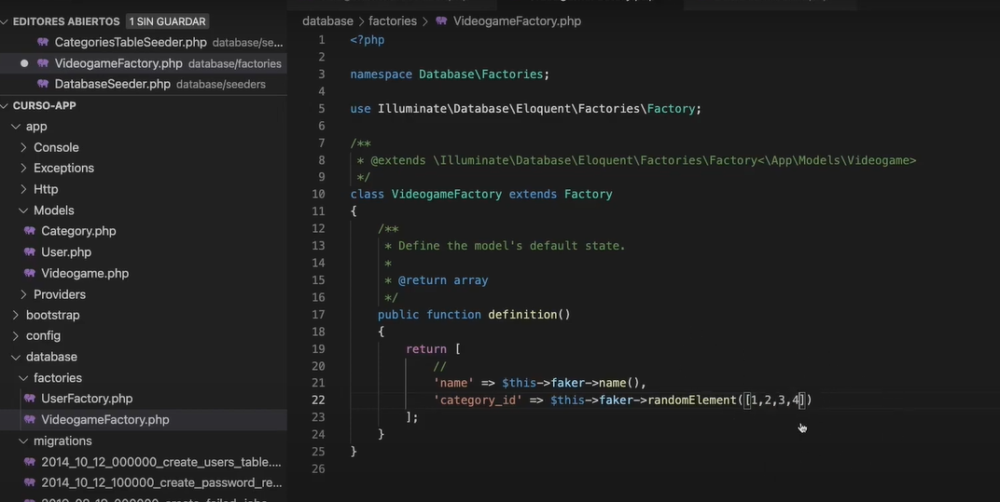 EDITORES ABIERTOS 1 SIN GUARDAR
CategoriesTableSeeder.php database/se...
VideogameFactory.php database/factories
DatabaseSeeder.php database/seeders
CURSO-APP
app
Console
Exceptions
Http
Models
Category.php
User.php
Videogame.php
Providers
bootstrap
config
database
factories
UserFactory.php
VideogameFactory.php
migrations
2014_10_12_000000_create_users_table....
2014_10_12_100000_create_password_re...
database > factories > VideogameFactory.php
1 <?php
2
3 namespace Database\Factories;
4
5 use Illuminate\Database\Eloquent\Factories\Factory;
6
7 /**
8 * @extends \Illuminate\Database\Eloquent\Factories\Factory<\App\Models\Videogame>
9 */
10 class VideogameFactory extends Factory
11 {
12 /**
13 * Define the model's default state.
14 *
15 * @return array
16 */
17 public function definition()
18 {
19 return [
20 //
21 'name' => $this->faker->name(),
22 'category_id' => $this->faker->randomElement([1,2,3,4])
23 ];
24 }
25 }
26